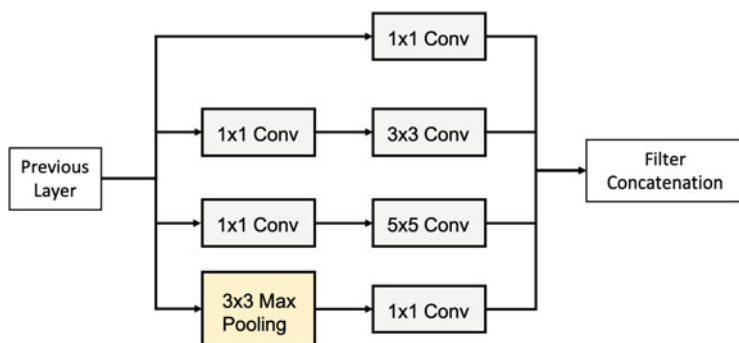 1x1 Conv
1x1 Conv
3x3 Conv
Previous
Layer
Filter
Concatenation
1x1 Conv
5x5 Conv
3x3 Max
Pooling
1x1 Conv